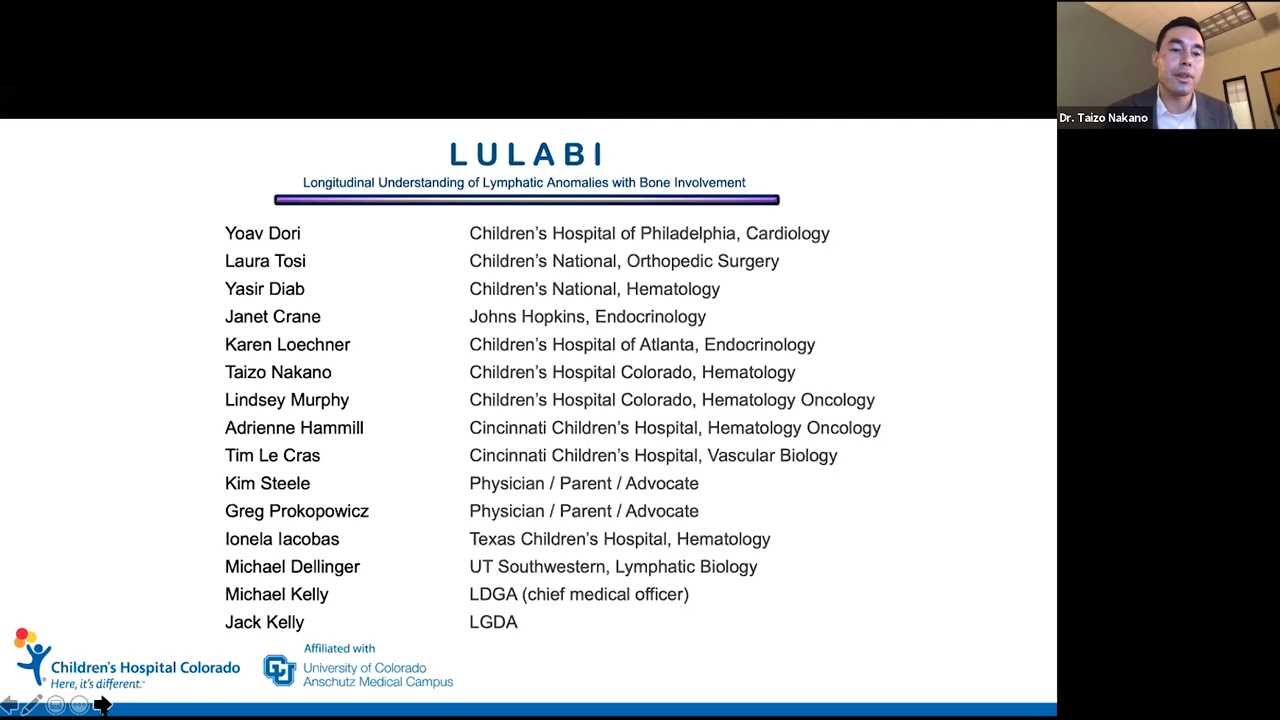 Dr. Taizo Nakano
LULABI
Longitudinal Understanding of Lymphatic Anomalies with Bone Involvement
Yoav Dori Children’s Hospital of Philadelphia, Cardiology
Laura Tosi Children’s National, Orthopedic Surgery
Yasir Diab Children's National, Hematology
Janet Crane Johns Hopkins, Endocrinology
Karen Loechner Children’s Hospital of Atlanta, Endocrinology
Taizo Nakano Children’s Hospital Colorado, Hematology
Lindsey Murphy Children’s Hospital Colorado, Hematology Oncology
Adrienne Hammill Cincinnati Children’s Hospital, Hematology Oncology
Tim Le Cras Cincinnati Children’s Hospital, Vascular Biology
Kim Steele Physician / Parent / Advocate
Greg Prokopowicz Physician / Parent / Advocate
Ionela Iacobas Texas Children’s Hospital, Hematology
Michael Dellinger UT Southwestern, Lymphatic Biology
Michael Kelly LDGA (chief medical officer)
Jack Kelly LGDA
Children's Hospital Colorado
Here, it's different.™
Affiliated with
CU University of Colorado
Anschutz Medical Campus